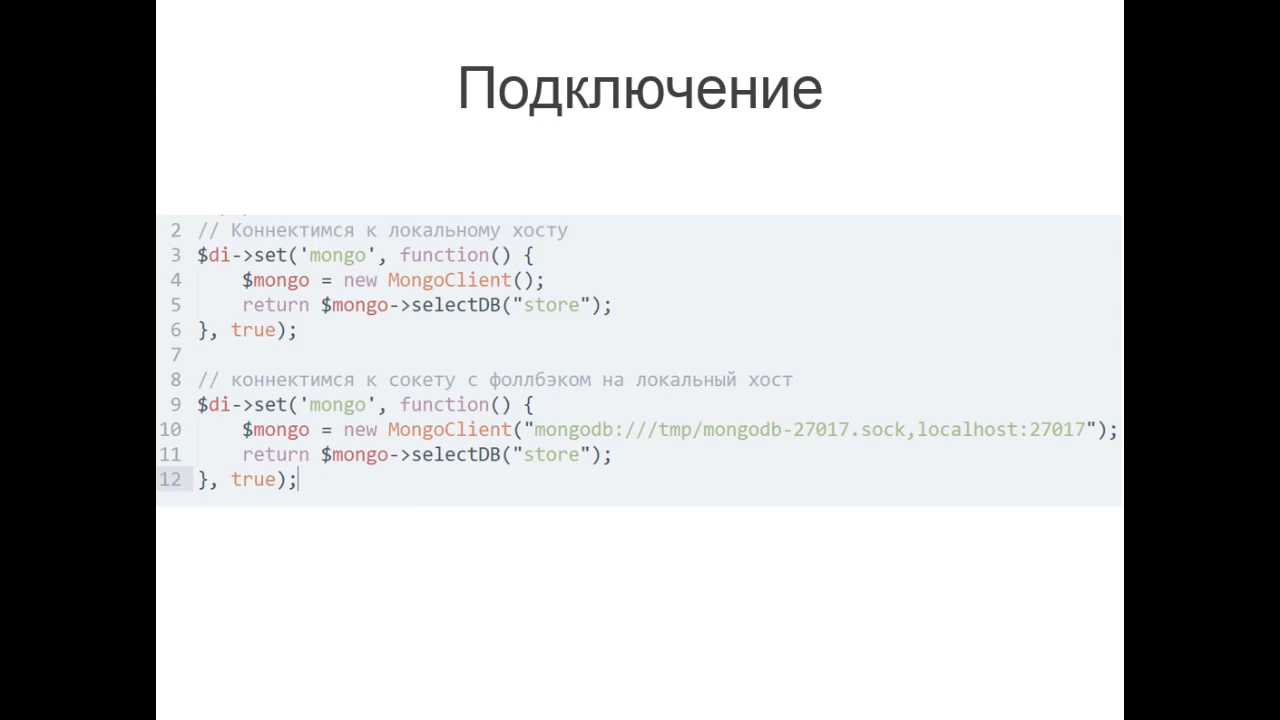 Подключение
2 // Коннектимся к локальному хосту
3 $di->set('mongo', function() {
4     $mongo = new MongoClient();
5     return $mongo->selectDB("store");
6 }, true);
7
8 // коннектимся к сокету с фоллбэком на локальный хост
9 $di->set('mongo', function() {
10     $mongo = new MongoClient("mongodb:///tmp/mongodb-27017.sock,localhost:27017");
11     return $mongo->selectDB("store");
12 }, true);